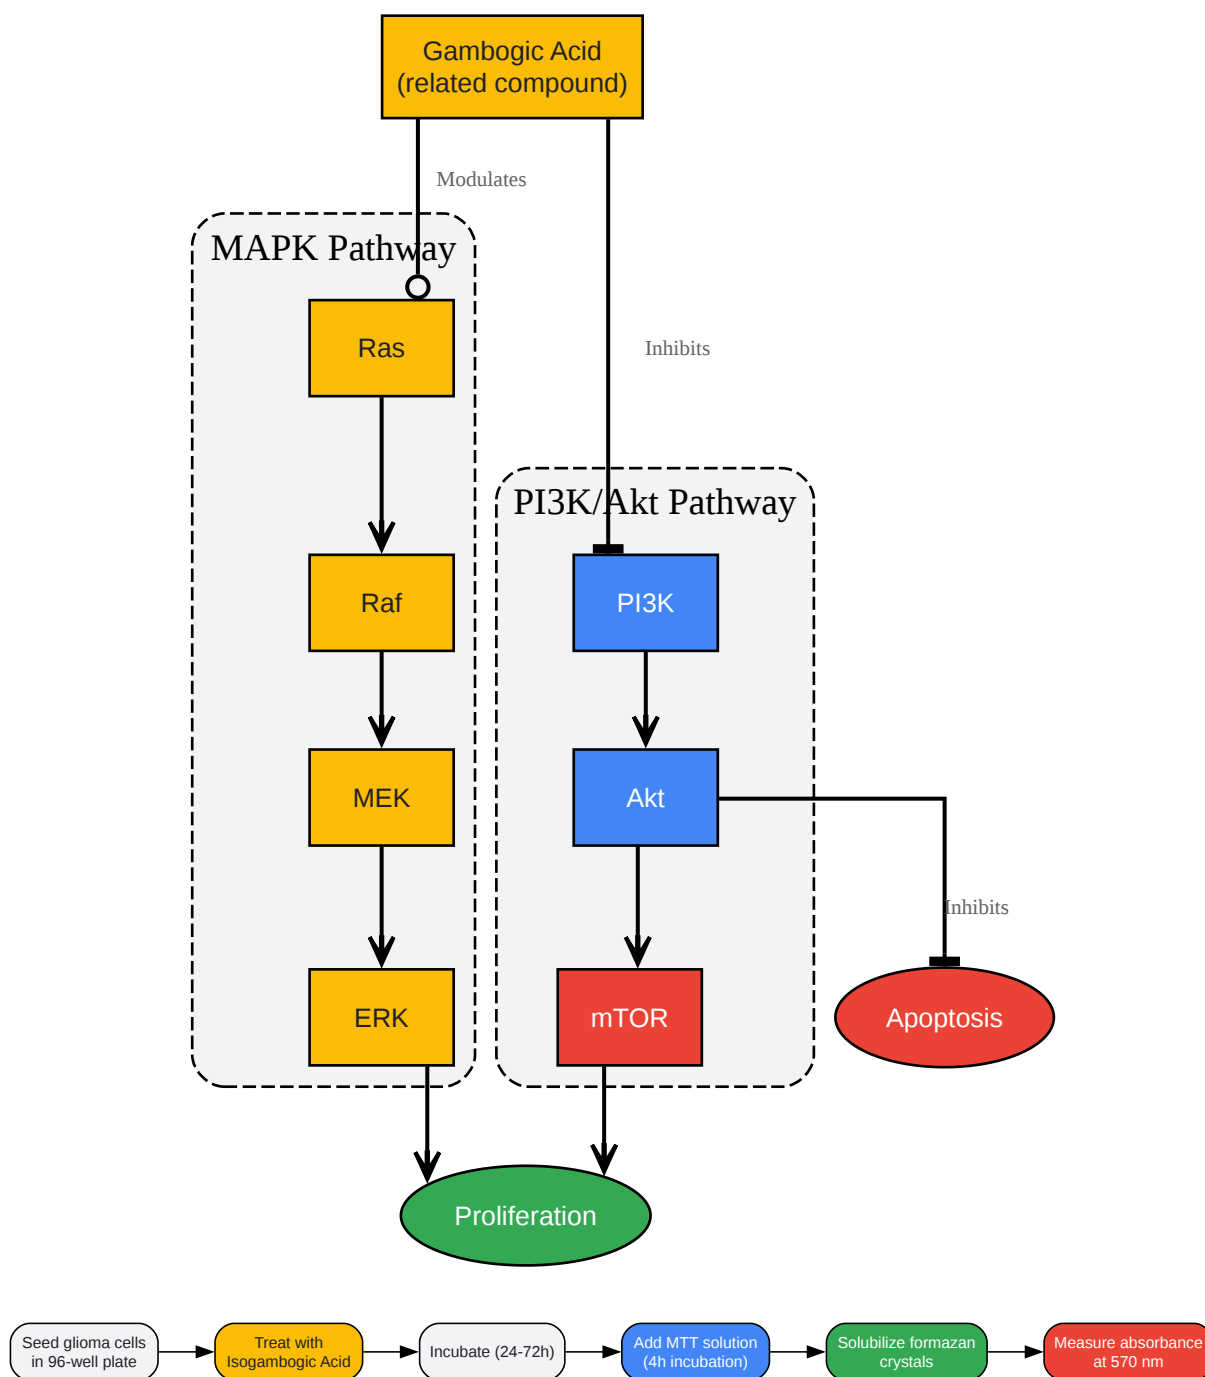 Gambogic Acid
(related compound)
Modulates
MAPK Pathway
Ras
Inhibits
PI3K/Akt Pathway
Raf
PI3K
MEK
Akt
Inhibits
ERK
mTOR
Apoptosis
Proliferation
Seed glioma cells
in 96-well plate
Treat with
Isogambogic Acid
Incubate (24-72h)
Add MTT solution
(4h incubation)
Solubilize formazan
crystals
Measure absorbance
at 570 nm